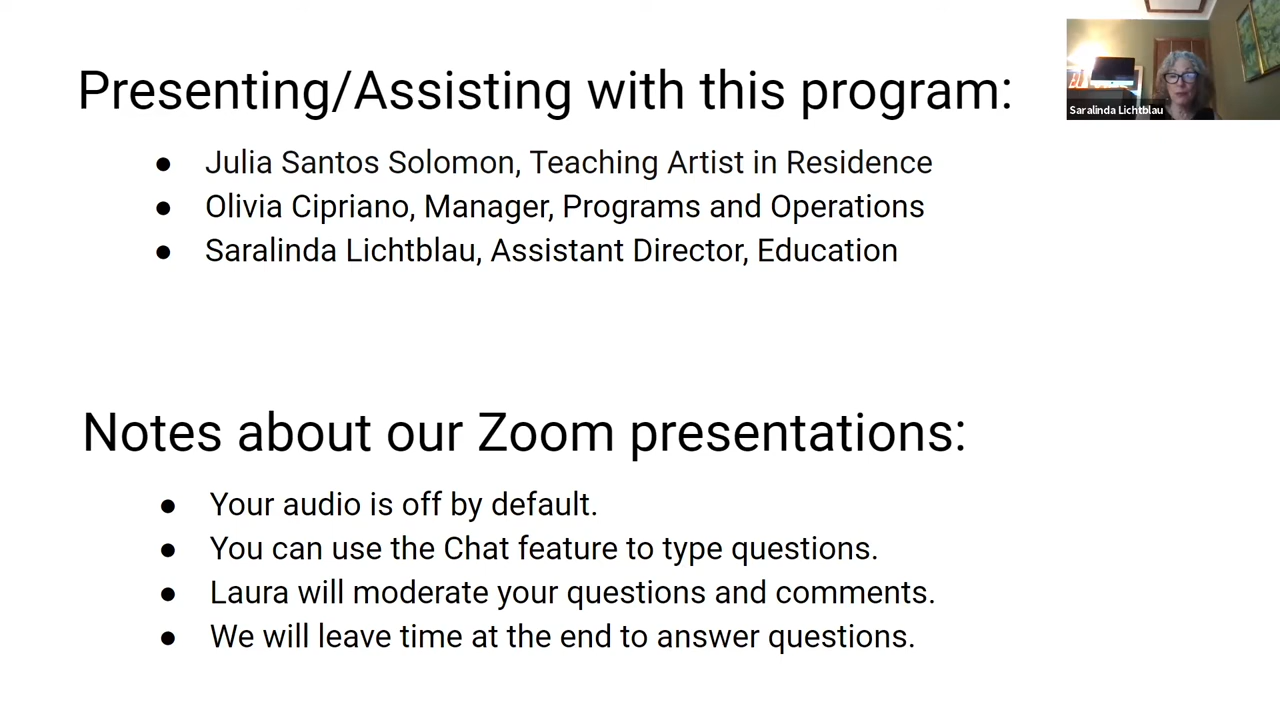 Presenting/Assisting with this program:
● Julia Santos Solomon, Teaching Artist in Residence
● Olivia Cipriano, Manager, Programs and Operations
● Saralinda Lichtblau, Assistant Director, Education
Saralinda Lichtblau
Notes about our Zoom presentations:
● Your audio is off by default.
● You can use the Chat feature to type questions.
● Laura will moderate your questions and comments.
● We will leave time at the end to answer questions.